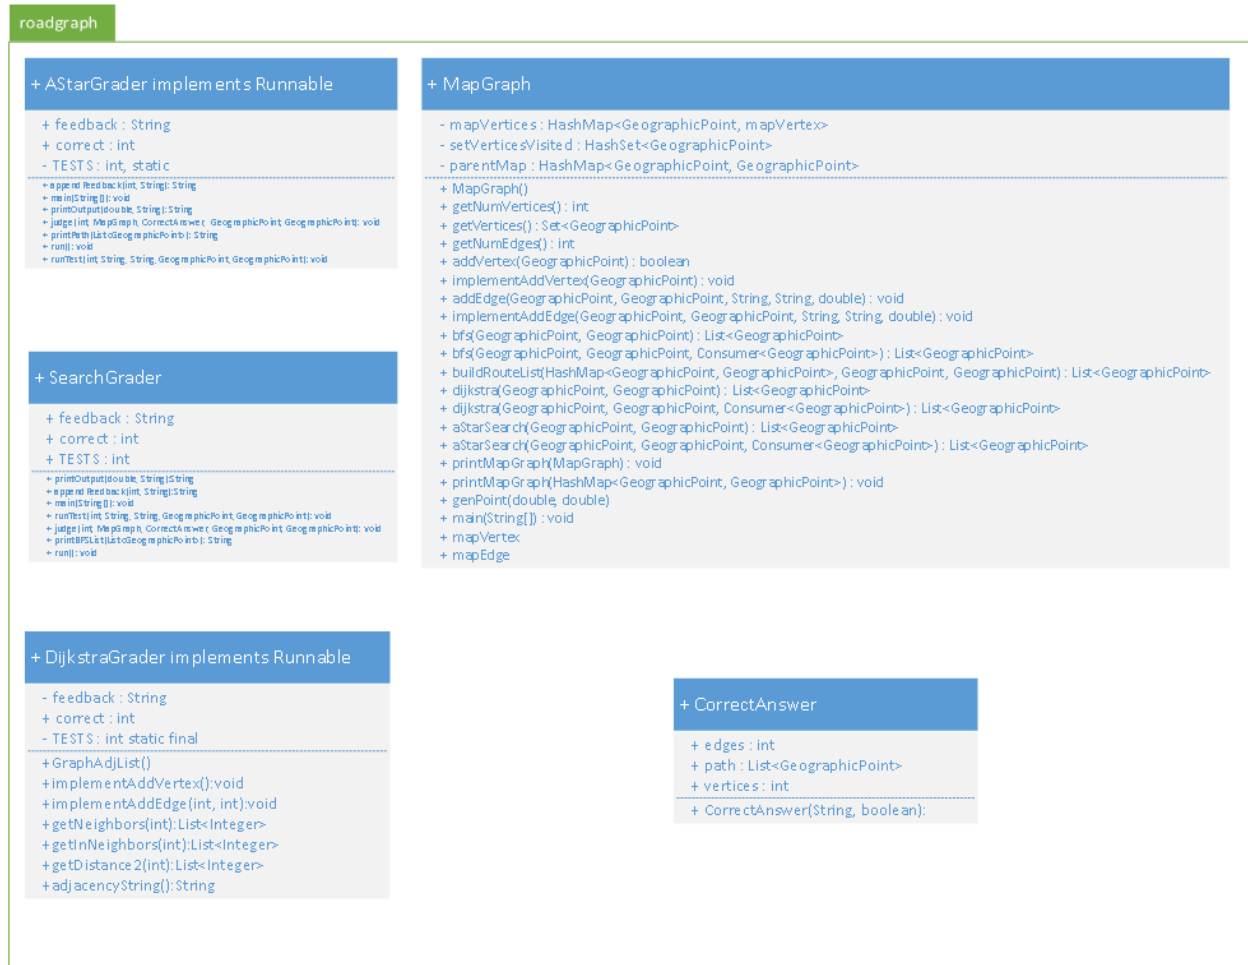 roadgraph
+ AStarGrader implements Runnable
+ feedback : String
+ correct : int
- TESTS : int, static
+ appendFeedback(int, String): String
+ main(String[]): void
+ printOutput(double, String): String
+ judge(int, MapGraph, CorrectAnswer, GeographicPoint, GeographicPoint): void
+ printPath(List<GeographicPoint>): String
+ run(): void
+ runTest(int, String, String, GeographicPoint, GeographicPoint): void
+ SearchGrader
+ feedback : String
+ correct : int
+ TESTS : int
+ printOutput(double, String):String
+ appendFeedback(int, String):String
+ main(String[]): void
+ runTest(int, String, String, GeographicPoint, GeographicPoint): void
+ judge(int, MapGraph, CorrectAnswer, GeographicPoint, GeographicPoint): void
+ printBFSList(List<GeographicPoint>): String
+ run(): void
+ DijkstraGrader implements Runnable
- feedback : String
+ correct : int
- TESTS : int static final
+GraphAdjList()
+implementAddVertex():void
+implementAddEdge(int, int):void
+getNeighbors(int):List<Integer>
+getInNeighbors(int):List<Integer>
+getDistance2(int):List<Integer>
+adjacencyString():String
+ MapGraph
- mapVertices : HashMap<GeographicPoint, mapVertex>
- setVerticesVisited : HashSet<GeographicPoint>
- parentMap : HashMap<GeographicPoint, GeographicPoint>
+ MapGraph()
+ getNumVertices() : int
+ getVertices() : Set<GeographicPoint>
+ getNumEdges() : int
+ addVertex(GeographicPoint) : boolean
+ implementAddVertex(GeographicPoint) : void
+ addEdge(GeographicPoint, GeographicPoint, String, String, double) : void
+ implementAddEdge(GeographicPoint, GeographicPoint, String, String, double) : void
+ bfs(GeographicPoint, GeographicPoint) : List<GeographicPoint>
+ bfs(GeographicPoint, GeographicPoint, Consumer<GeographicPoint>) : List<GeographicPoint>
+ buildRouteList(HashMap<GeographicPoint, GeographicPoint>, GeographicPoint, GeographicPoint) : List<GeographicPoint>
+ dijkstra(GeographicPoint, GeographicPoint) : List<GeographicPoint>
+ dijkstra(GeographicPoint, GeographicPoint, Consumer<GeographicPoint>) : List<GeographicPoint>
+ aStarSearch(GeographicPoint, GeographicPoint) : List<GeographicPoint>
+ aStarSearch(GeographicPoint, GeographicPoint, Consumer<GeographicPoint>) : List<GeographicPoint>
+ printMapGraph(MapGraph) : void
+ printMapGraph(HashMap<GeographicPoint, GeographicPoint>) : void
+ genPoint(double, double)
+ main(String[]) : void
+ mapVertex
+ mapEdge
+ CorrectAnswer
+ edges : int
+ path : List<GeographicPoint>
+ vertices : int
+ CorrectAnswer(String, boolean):